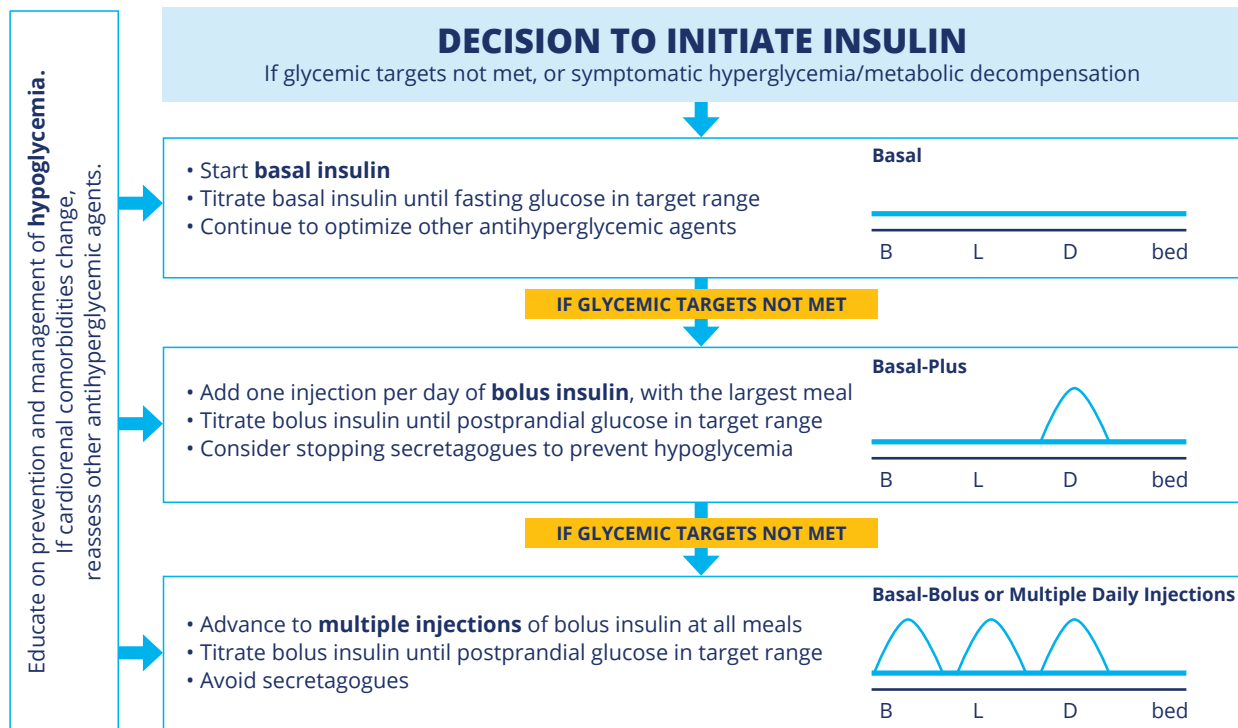 Educate on prevention and management of hypoglycemia.
If cardiorenal comorbidities change,
reassess other antihyperglycemic agents.
DECISION TO INITIATE INSULIN
If glycemic targets not met, or symptomatic hyperglycemia/metabolic decompensation
• Start basal insulin
• Titrate basal insulin until fasting glucose in target range
• Continue to optimize other antihyperglycemic agents
Basal
B L D bed
IF GLYCEMIC TARGETS NOT MET
• Add one injection per day of bolus insulin, with the largest meal
• Titrate bolus insulin until postprandial glucose in target range
• Consider stopping secretagogues to prevent hypoglycemia
Basal-Plus
B L D bed
IF GLYCEMIC TARGETS NOT MET
• Advance to multiple injections of bolus insulin at all meals
• Titrate bolus insulin until postprandial glucose in target range
• Avoid secretagogues
Basal-Bolus or Multiple Daily Injections
B L D bed